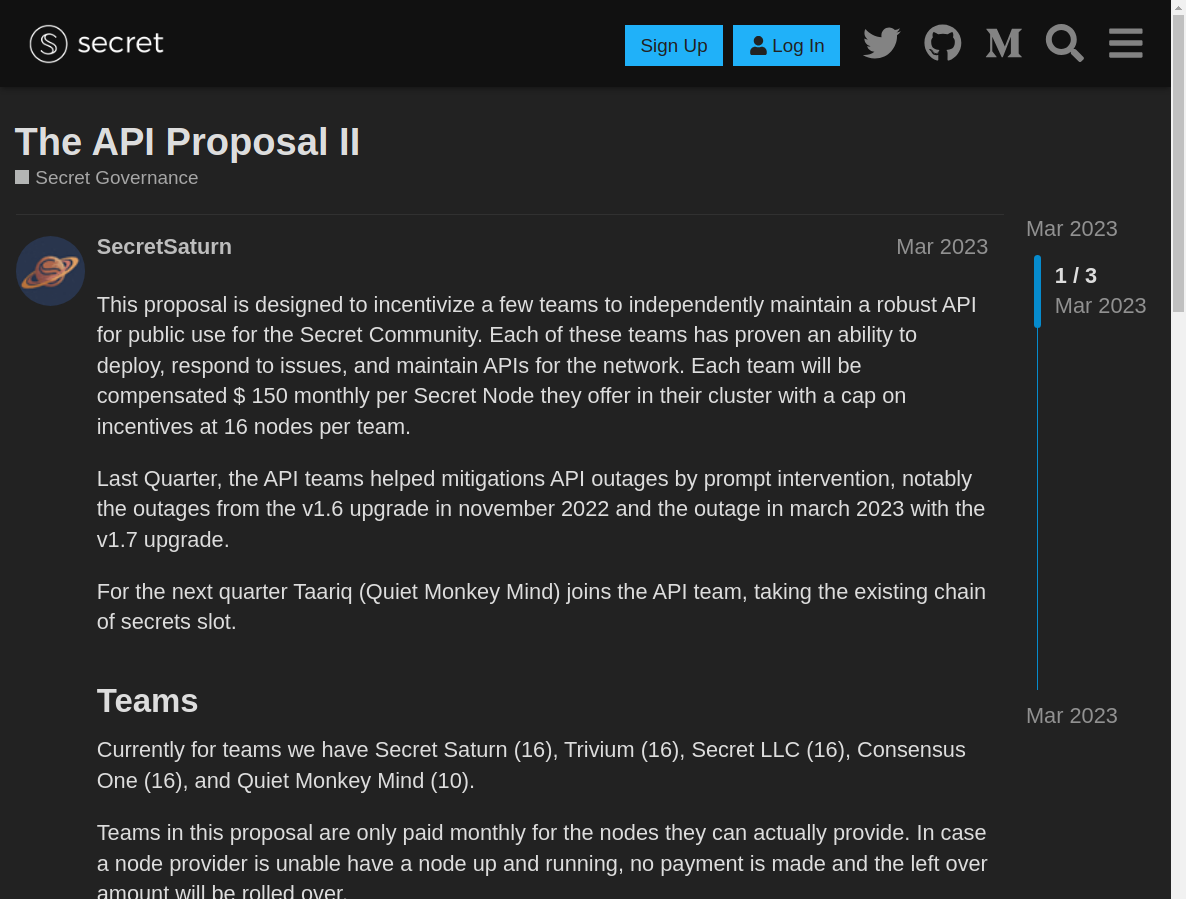 secret
Sign Up
Log In
The API Proposal II
Secret Governance
SecretSaturn
Mar 2023
This proposal is designed to incentivize a few teams to independently maintain a robust API
for public use for the Secret Community. Each of these teams has proven an ability to
deploy, respond to issues, and maintain APIs for the network. Each team will be
compensated $ 150 monthly per Secret Node they offer in their cluster with a cap on
incentives at 16 nodes per team.
Last Quarter, the API teams helped mitigations API outages by prompt intervention, notably
the outages from the v1.6 upgrade in november 2022 and the outage in march 2023 with the
v1.7 upgrade.
For the next quarter Taariq (Quiet Monkey Mind) joins the API team, taking the existing chain
of secrets slot.
Teams
Currently for teams we have Secret Saturn (16), Trivium (16), Secret LLC (16), Consensus
One (16), and Quiet Monkey Mind (10).
Teams in this proposal are only paid monthly for the nodes they can actually provide. In case
a node provider is unable have a node up and running, no payment is made and the left over
amount will be rolled over.
Mar 2023
1 / 3
Mar 2023
Mar 2023